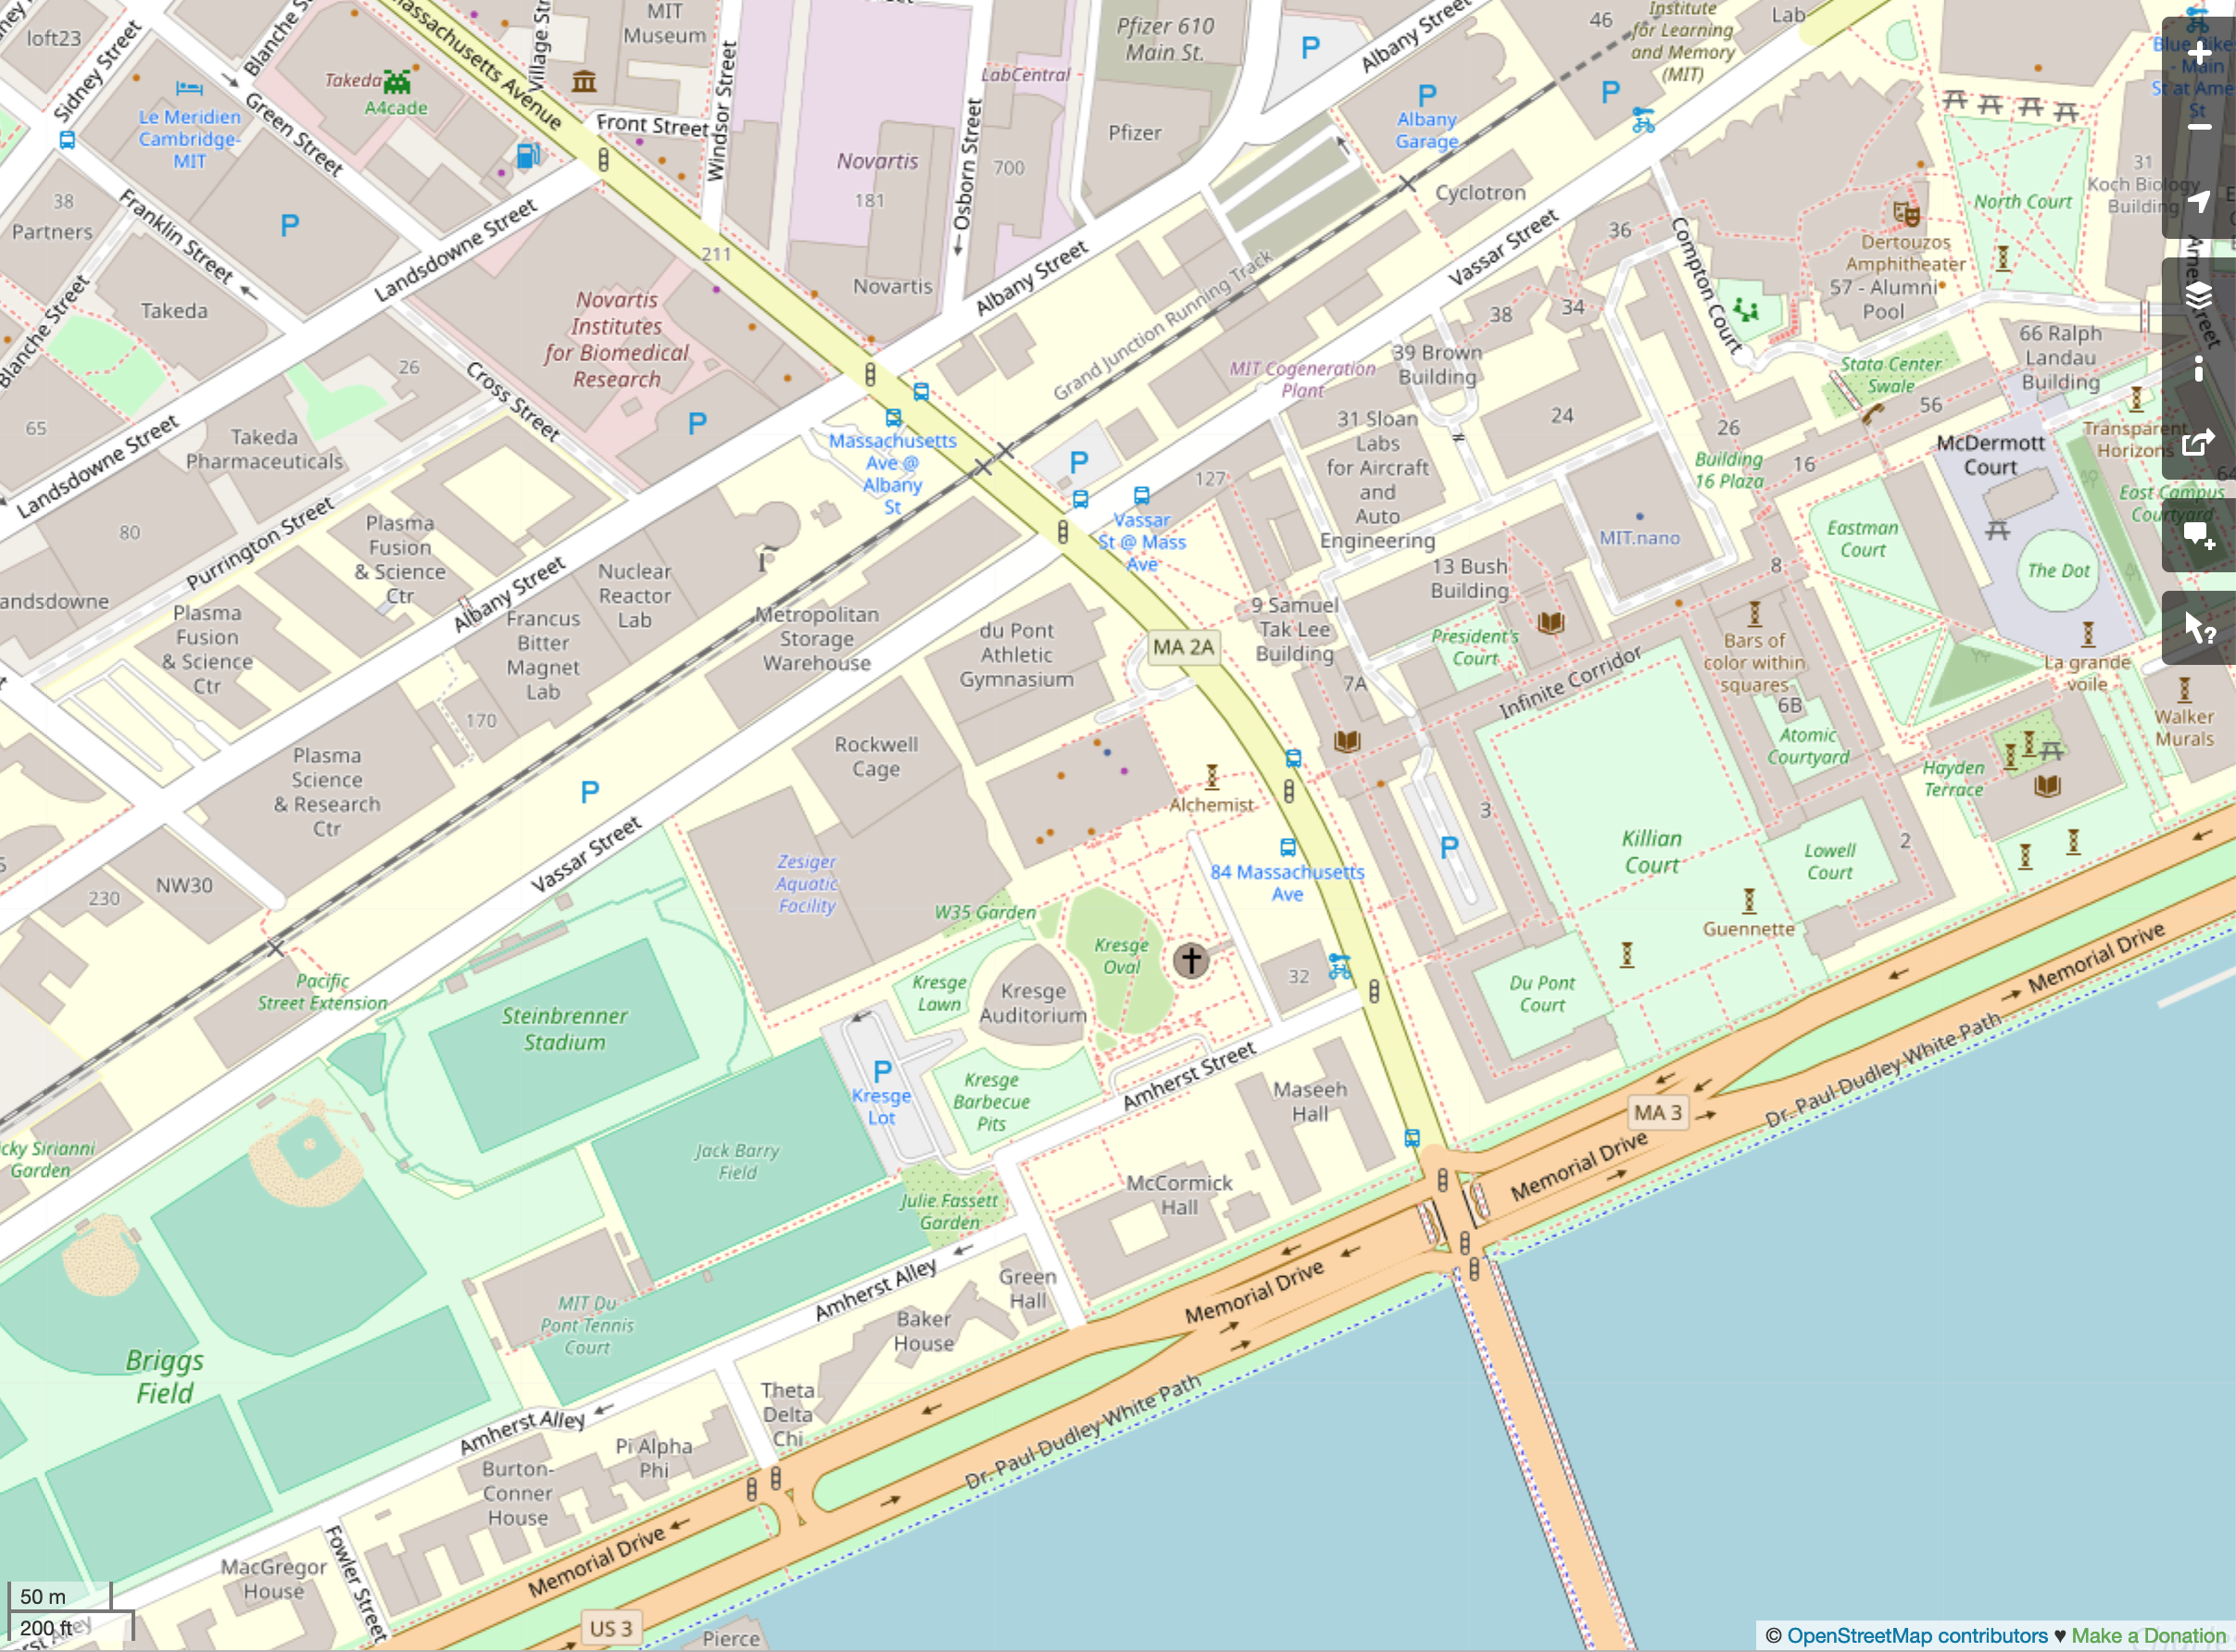 loft23
Sidney Street
Blanche S
Massachusetts Avenue
Village Str
MIT
Museum
Windsor Street
Pfizer 610
Main St.
P
Albany Street
46
Institute
for Learning
and Memory
(MIT)
Lab
Blue Bike
- Main
St at Ame
St
Takeda
A4cade
Le Meridien
Cambridge-
MIT
Green Street
Front Street
LabCentral
Osborn Street
Novartis
181
700
Pfizer
P
Albany
Garage
P
Cyclotron
31
Koch Biology
Building
North Court
38
Partners
Franklin Street
P
Landsdowne Street
211
Novartis
Albany Street
Vassar Street
36
Compton Court
Dertouzos
Amphitheater
57 - Alumni
Pool
Ames Street
Takeda
Blanche Street
Novartis
Institutes
for Biomedical
Research
Grand Junction Running Track
38
34
66 Ralph
Landau
Building
26
Cross Street
P
MIT Cogeneration
Plant
39 Brown
Building
Stata Center
Swale
56
65
Landsdowne Street
Takeda
Pharmaceuticals
Massachusetts
Ave @
Albany
St
P
127
31 Sloan
Labs
for Aircraft
and
Auto
Engineering
24
26
16
Building
16 Plaza
McDermott
Court
Transparent
Horizons
64
East Campus
Courtyard
80
Purrington Street
Plasma
Fusion
& Science
Ctr
Vassar
St @ Mass
Ave
MIT.nano
Eastman
Court
The Dot
andsdowne
Plasma
Fusion
& Science
Ctr
Albany Street
Francus
Bitter
Magnet
Lab
Nuclear
Reactor
Lab
Metropolitan
Storage
Warehouse
du Pont
Athletic
Gymnasium
MA 2A
9 Samuel
Tak Lee
Building
13 Bush
Building
President's
Court
8
Bars of
color within
squares
La grande
voile
7A
Infinite Corridor
6B
Atomic
Courtyard
Walker
Murals
170
Plasma
Science
& Research
Ctr
P
Rockwell
Cage
Alchemist
Hayden
Terrace
Vassar Street
3
P
Killian
Court
Lowell
Court
2
230
NW30
Zesiger
Aquatic
Facility
84 Massachusetts
Ave
W35 Garden
Guennette
Kresge
Oval
Memorial Drive
Pacific
Street Extension
Steinbrenner
Stadium
Kresge
Lawn
Kresge
Auditorium
32
Du Pont
Court
P
Kresge
Lot
Kresge
Barbecue
Pits
Amherst Street
Maseeh
Hall
MA 3
Dr. Paul Dudley White Path
cky Sirianni
Garden
Jack Barry
Field
Julie Fassett
Garden
McCormick
Hall
Memorial Drive
Amherst Alley
Green
Hall
Memorial Drive
MIT Du
Pont Tennis
Court
Baker
House
Briggs
Field
Theta
Delta
Chi
Dr. Paul Dudley White Path
Amherst Alley
Pi Alpha
Phi
Burton-
Conner
House
Memorial Drive
MacGregor
House
Fowler Street
50 m
200 ft
rst Alley
US 3
Pierce
© OpenStreetMap contributors ♥ Make a Donation